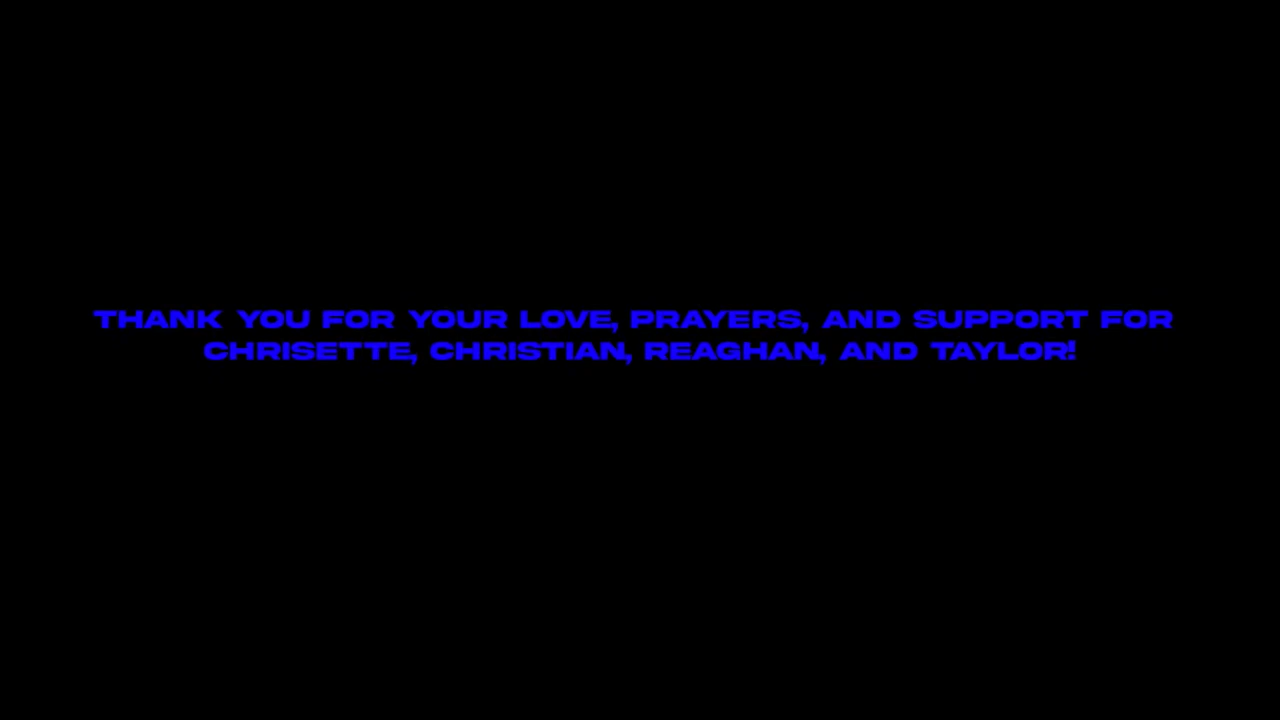 THANK YOU FOR YOUR LOVE, PRAYERS, AND SUPPORT FOR
CHRISETTE, CHRISTIAN, REAGHAN, AND TAYLOR!